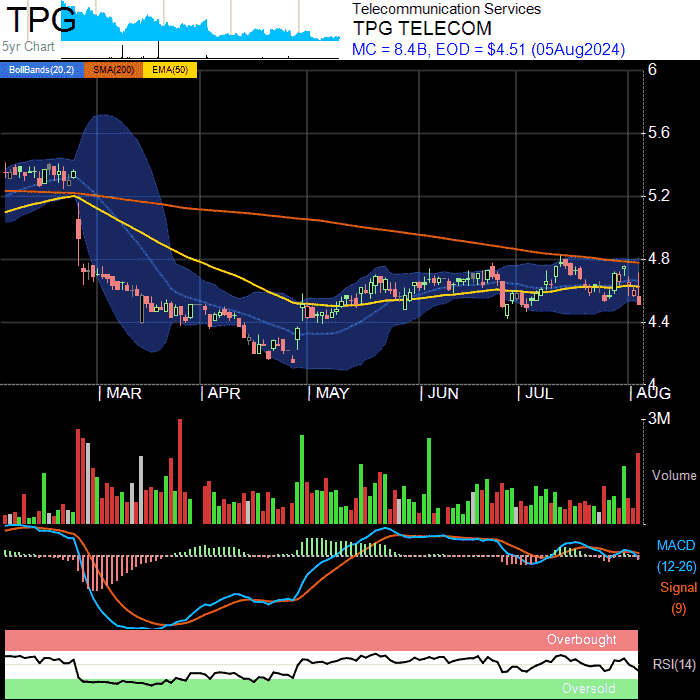 TPG
5yr Chart
Telecommunication Services
TPG TELECOM
MC = 8.4B, EOD = $4.51 (05Aug2024)
BollBands(20,2) SMA(200) EMA(50)
6
5.6
5.2
4.8
4.4
4
| MAR | APR | MAY | JUN | JUL | AUG
3M
Volume
MACD
(12-26)
Signal
(9)
Overbought
RSI(14)
Oversold